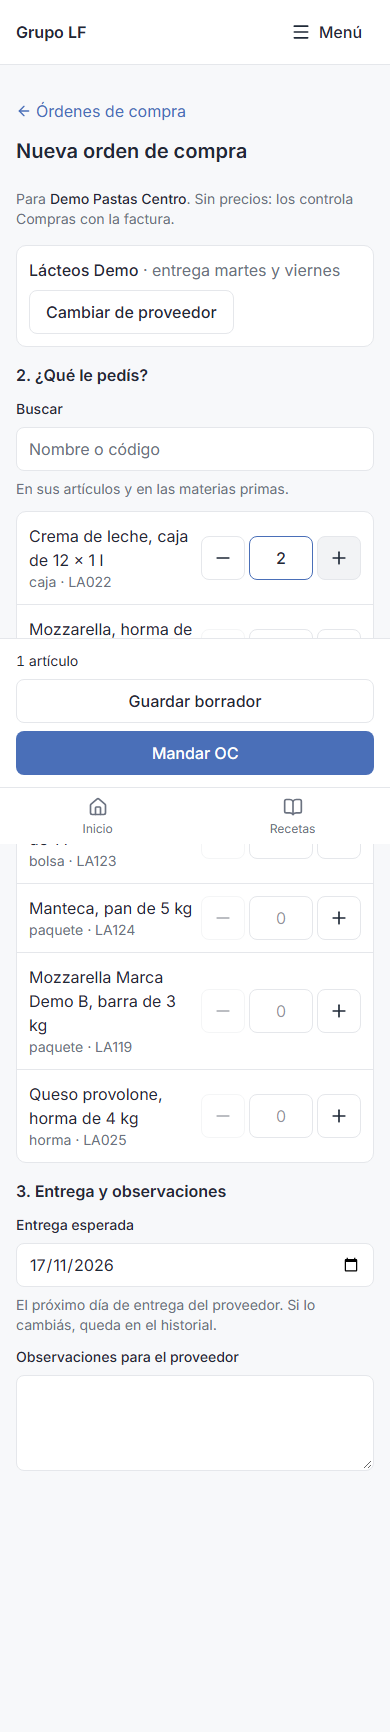 Grupo LF
Menú
← Órdenes de compra
Nueva orden de compra
Para Demo Pastas Centro. Sin precios: los controla
Compras con la factura.
Lácteos Demo · entrega martes y viernes
Cambiar de proveedor
2. ¿Qué le pedís?
Buscar
Nombre o código
En sus artículos y en las materias primas.
Crema de leche, caja
de 12 × 1 l
caja · LA022
2
Mozzarella, horma de
1 artículo
Guardar borrador
Mandar OC
Inicio
Recetas
bolsa · LA123
Manteca, pan de 5 kg
paquete · LA124
0
Mozzarella Marca
Demo B, barra de 3
kg
paquete · LA119
0
Queso provolone,
horma de 4 kg
horma · LA025
0
3. Entrega y observaciones
Entrega esperada
17/11/2026
El próximo día de entrega del proveedor. Si lo
cambiás, queda en el historial.
Observaciones para el proveedor